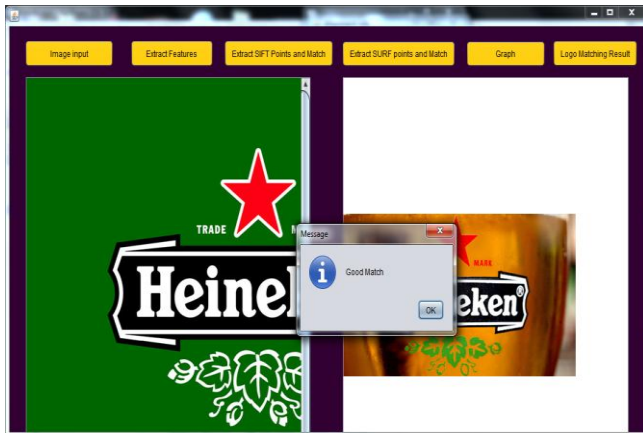 Image input
Extract Features
Extract SIFT Points and Match
Extract SURF points and Match
Graph
Logo Matching Result
TRADE
Heinek
Message
Good Match
OK
MARK
eken®